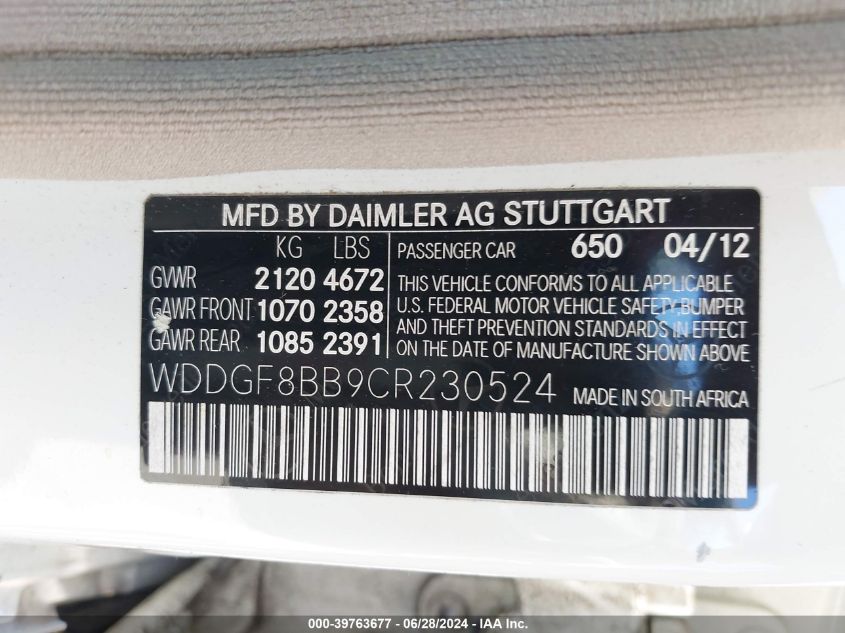 MFD BY DAIMLER AG STUTTGART
KG LBS
GVWR 2120 4672
GAWR FRONT 1070 2358
GAWR REAR 1085 2391
PASSENGER CAR 650 04/12
THIS VEHICLE CONFORMS TO ALL APPLICABLE
U.S. FEDERAL MOTOR VEHICLE SAFETY,BUMPER
AND THEFT PREVENTION STANDARDS IN EFFECT
ON THE DATE OF MANUFACTURE SHOWN ABOVE
WDDGF8BB9CR230524 MADE IN SOUTH AFRICA
000-39763677 / 06/28/2024 - © IAA Inc.